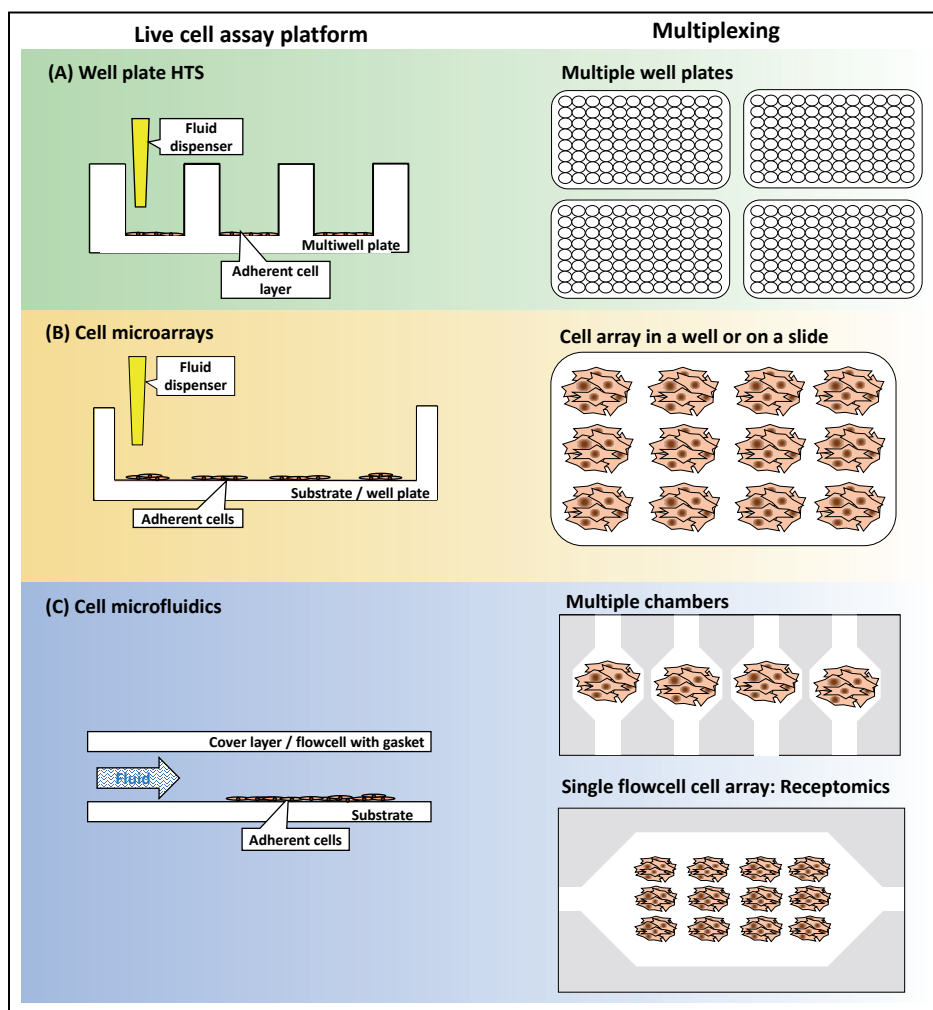 Live cell assay platform
Multiplexing
(A) Well plate HTS
Multiple well plates
Fluid
dispenser
Multiwell plate
Adherent cell
layer
(B) Cell microarrays
Cell array in a well or on a slide
Fluid
dispenser
Substrate / well plate
Adherent cells
(C) Cell microfluidics
Multiple chambers
Cover layer / flowcell with gasket
Fluid
Substrate
Adherent cells
Single flowcell cell array: Receptomics